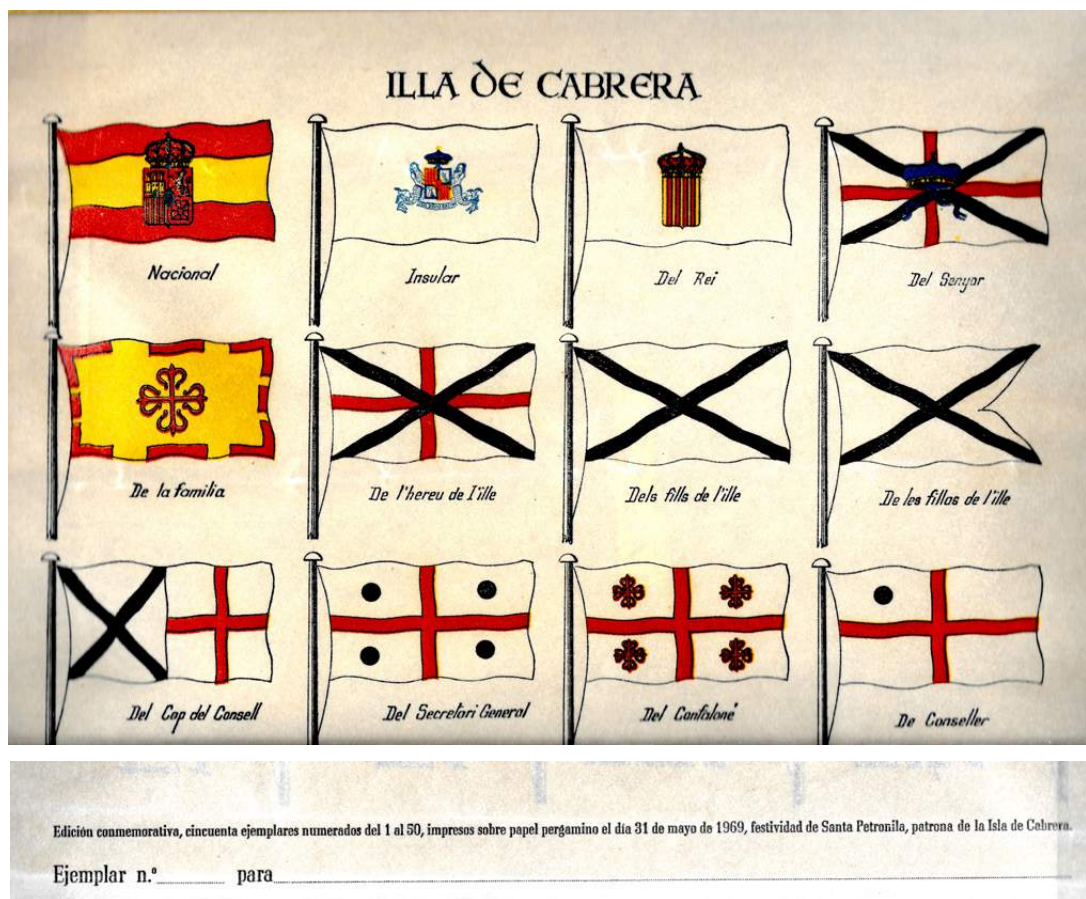 ILLA DE CABRERA
Nacional
Insular
Del Rei
Del Senyor
De la familia
De l'hereu de l'ille
Dels fills de l'ille
De les fillas de l'ille
Del Cap del Consell
Del Secretari General
Del Confaloné
De Conseller
Edición conmemorativa, cincuenta ejemplares numerados del 1 al 50, impresos sobre papel pergamino el día 31 de mayo de 1969, festividad de Santa Petronila, patrona de la Isla de Cabrera.
Ejemplar n.º para